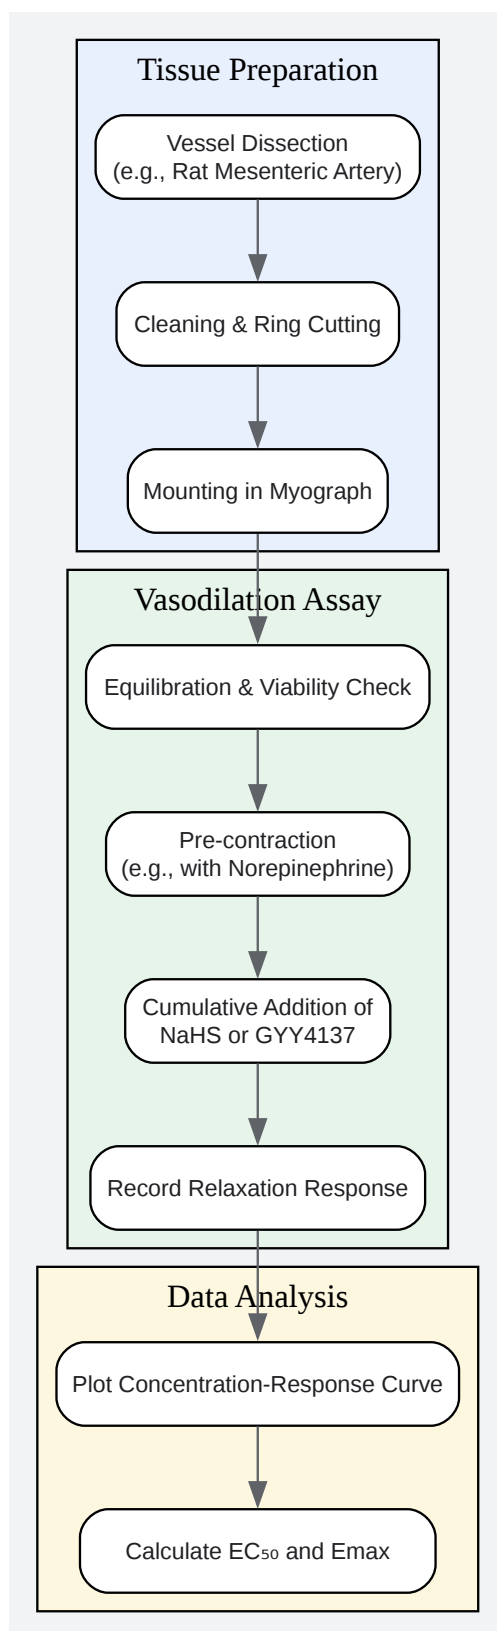 Tissue Preparation
Vessel Dissection
(e.g., Rat Mesenteric Artery)
Cleaning & Ring Cutting
Mounting in Myograph
Vasodilation Assay
Equilibration & Viability Check
Pre-contraction
(e.g., with Norepinephrine)
Cumulative Addition of
NaHS or GYY4137
Record Relaxation Response
Data Analysis
Plot Concentration-Response Curve
Calculate EC₅₀ and Emax